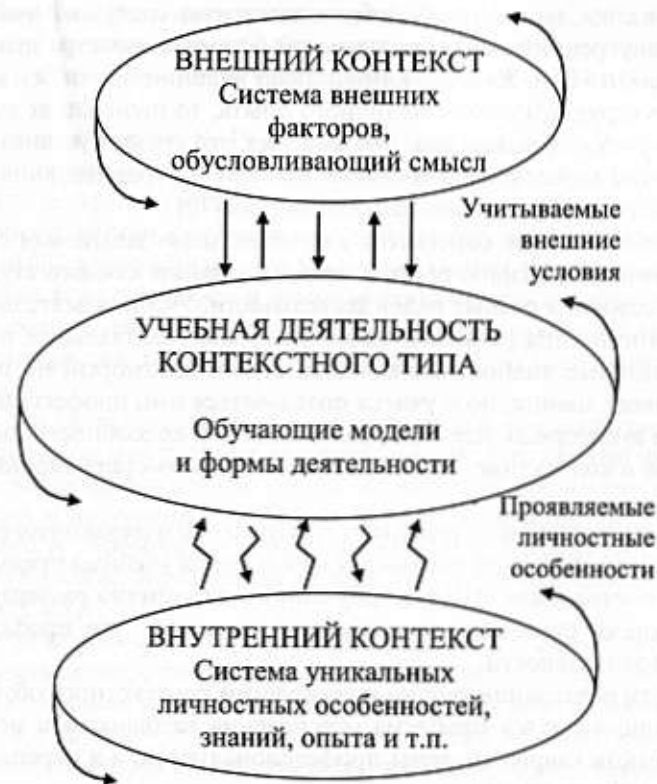 ВНЕШНИЙ КОНТЕКСТ
Система внешних
факторов,
обусловливающий смысл
Учитываемые
внешние
условия
УЧЕБНАЯ ДЕЯТЕЛЬНОСТЬ
КОНТЕКСТНОГО ТИПА
Обучающие модели
и формы деятельности
Проявляемые
личностные
особенности
ВНУТРЕННИЙ КОНТЕКСТ
Система уникальных
личностных особенностей,
знаний, опыта и т.п.